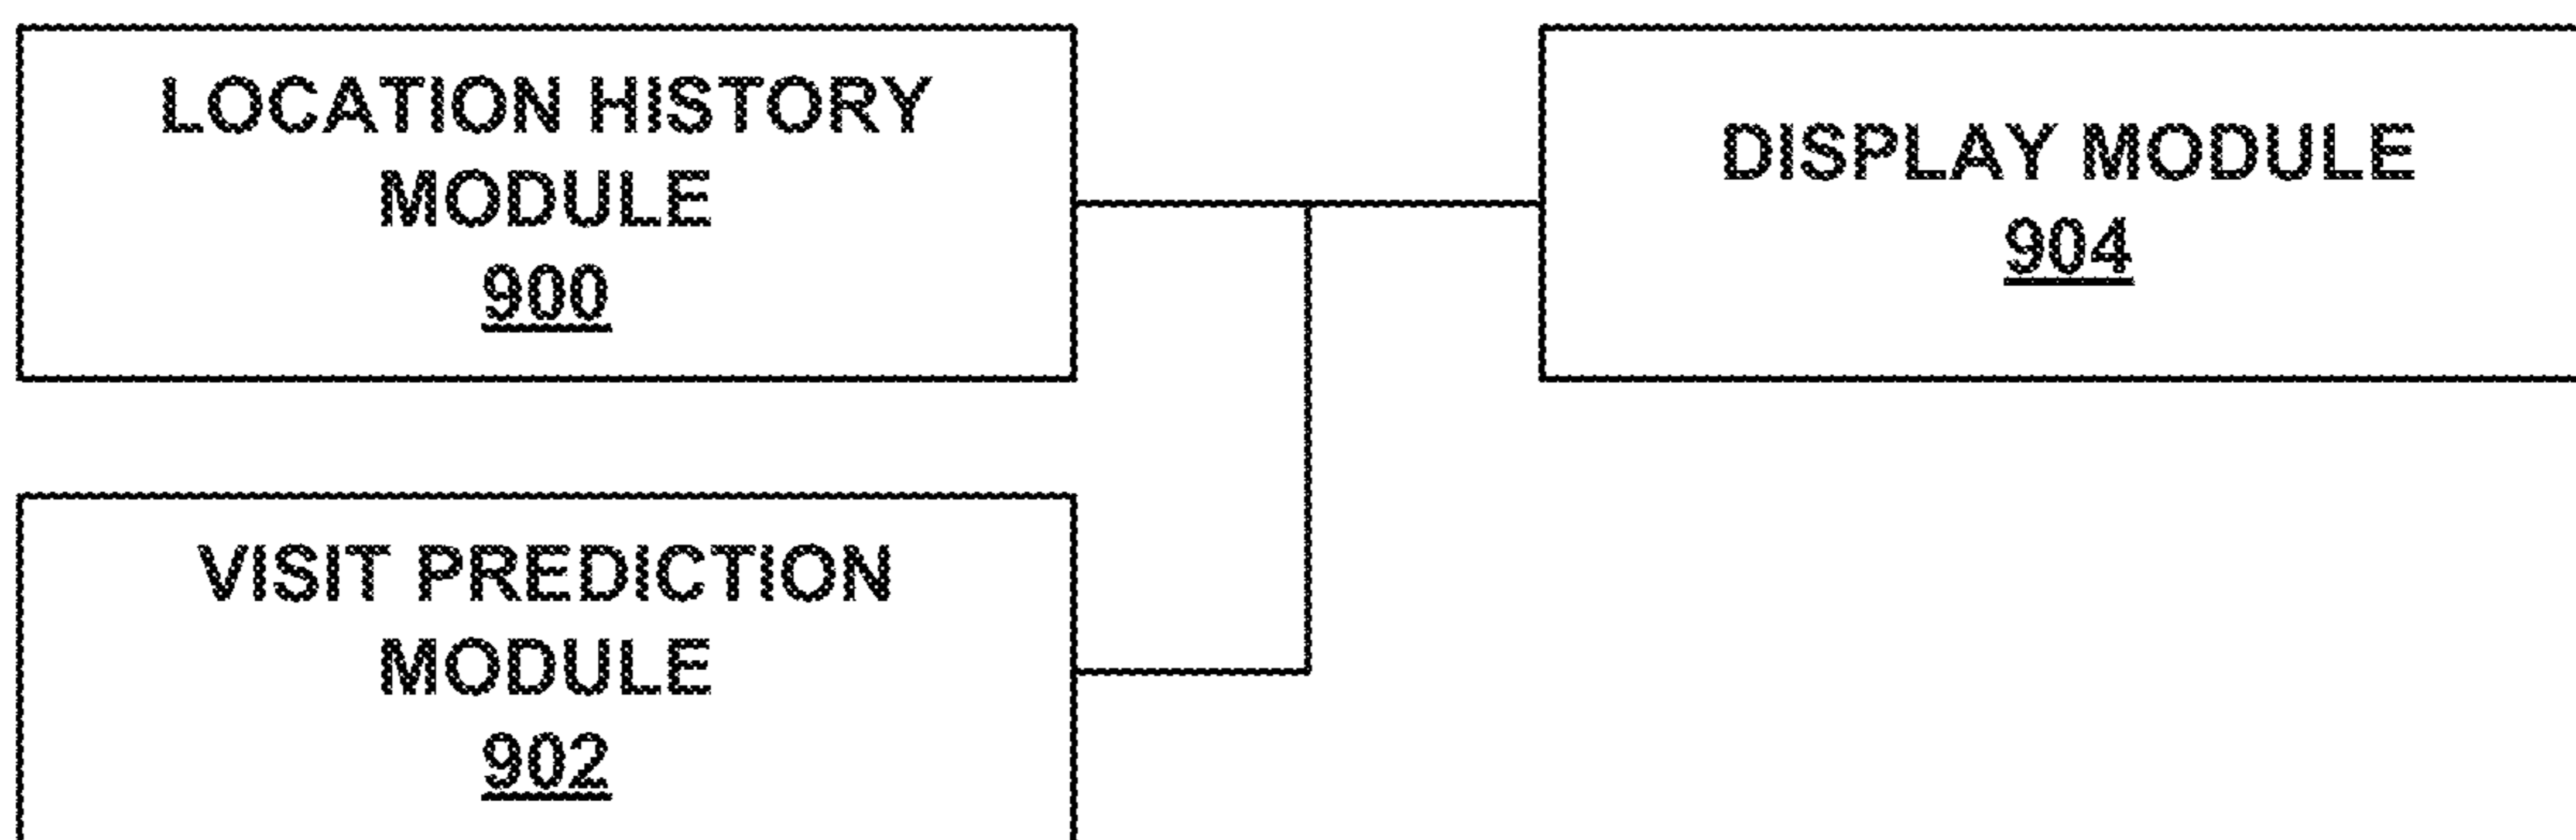 LOCATION HISTORY
MODULE
900
DISPLAY MODULE
904
VISIT PREDICTION
MODULE
902